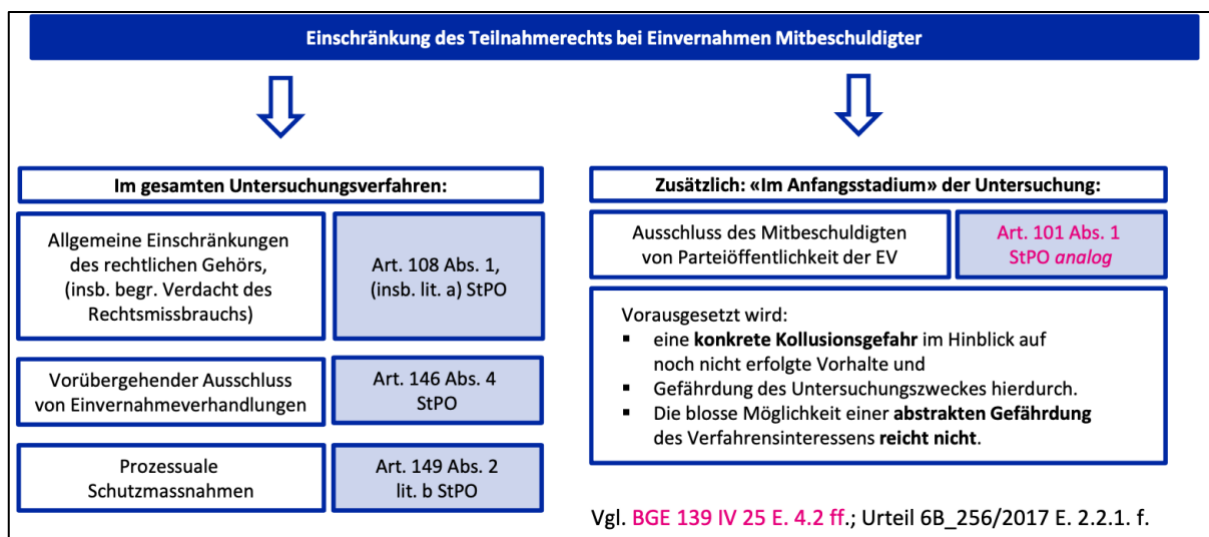 Einschränkung des Teilnahmerechts bei Einvernahmen Mitbeschuldigter
Im gesamten Untersuchungsverfahren:
Allgemeine Einschränkungen
des rechtlichen Gehörs,
(insb. begr. Verdacht des
Rechtsmissbrauchs)
Art. 108 Abs. 1,
(insb. lit. a) StPO
Vorübergehender Ausschluss
von Einvernahmeverhandlungen
Art. 146 Abs. 4
StPO
Prozessuale
Schutzmassnahmen
Art. 149 Abs. 2
lit. b StPO
Zusätzlich: «Im Anfangsstadium» der Untersuchung:
Ausschluss des Mitbeschuldigten
von Parteiöffentlichkeit der EV
Art. 101 Abs. 1
StPO analog
Vorausgesetzt wird:
▪ eine konkrete Kollusionsgefahr im Hinblick auf
noch nicht erfolgte Vorhalte und
▪ Gefährdung des Untersuchungszweckes hierdurch.
▪ Die blosse Möglichkeit einer abstrakten Gefährdung
des Verfahrensinteressens reicht nicht.
Vgl. BGE 139 IV 25 E. 4.2 ff.; Urteil 6B_256/2017 E. 2.2.1. f.